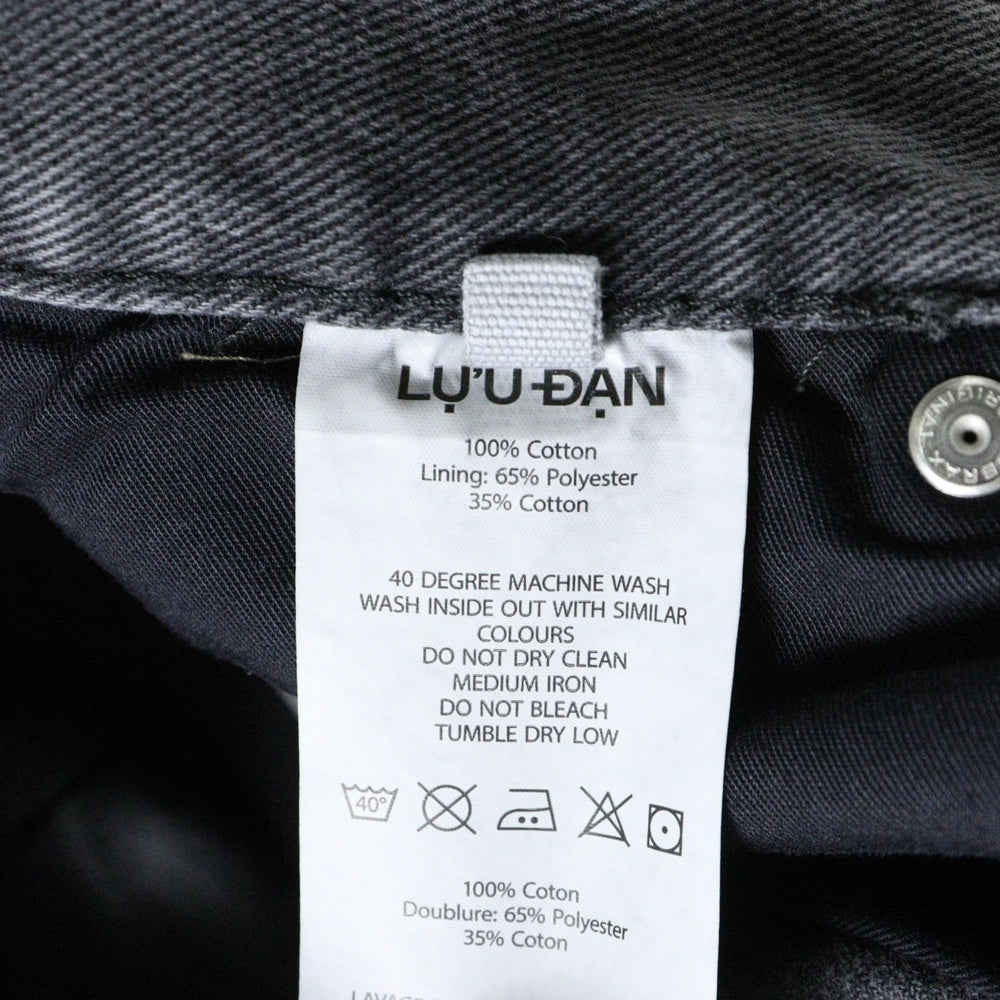 LỰ'U ĐẠN
100% Cotton
Lining: 65% Polyester
35% Cotton
40 DEGREE MACHINE WASH
WASH INSIDE OUT WITH SIMILAR
COLOURS
DO NOT DRY CLEAN
MEDIUM IRON
DO NOT BLEACH
TUMBLE DRY LOW
40°
100% Coton
Doublure: 65% Polyester
35% Coton